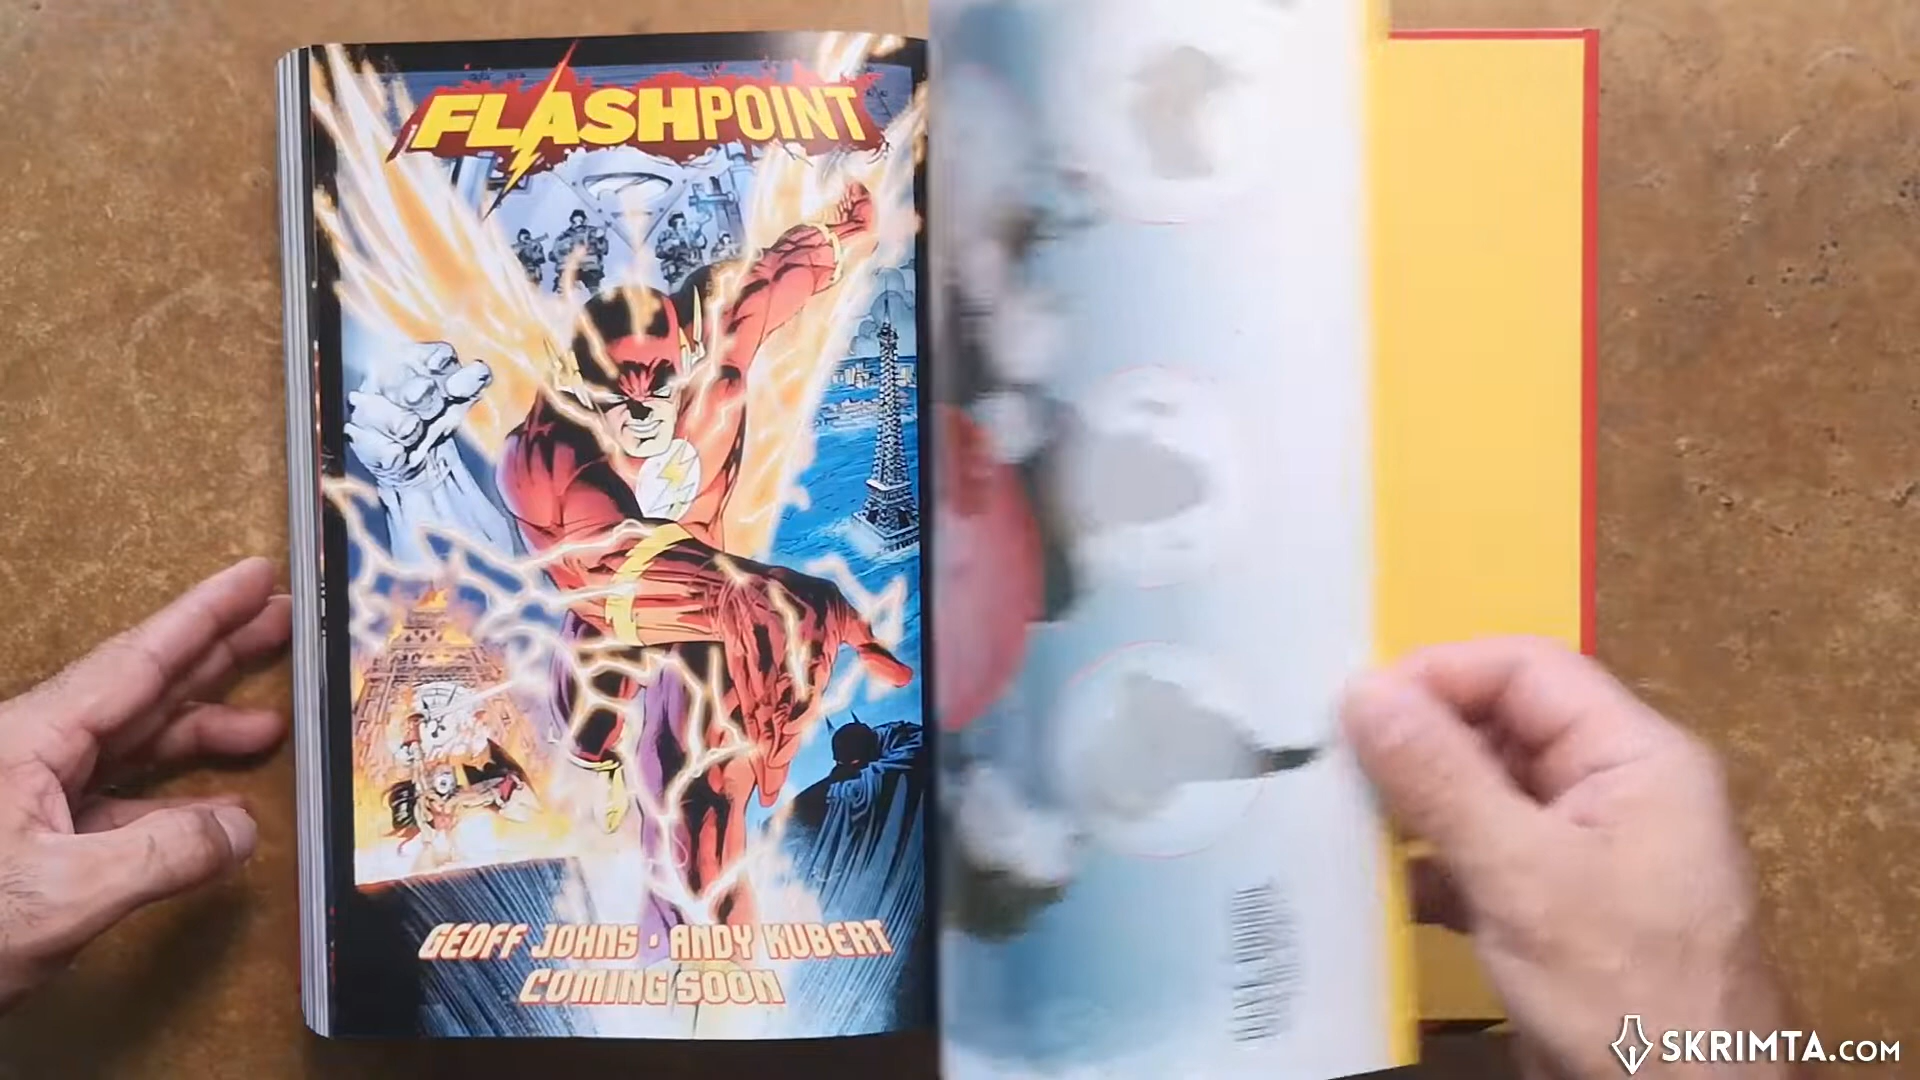 FLASHPOINT
GEOFF JOHNS • ANDY KUBERT
COMING SOON
SKRIMTA.COM